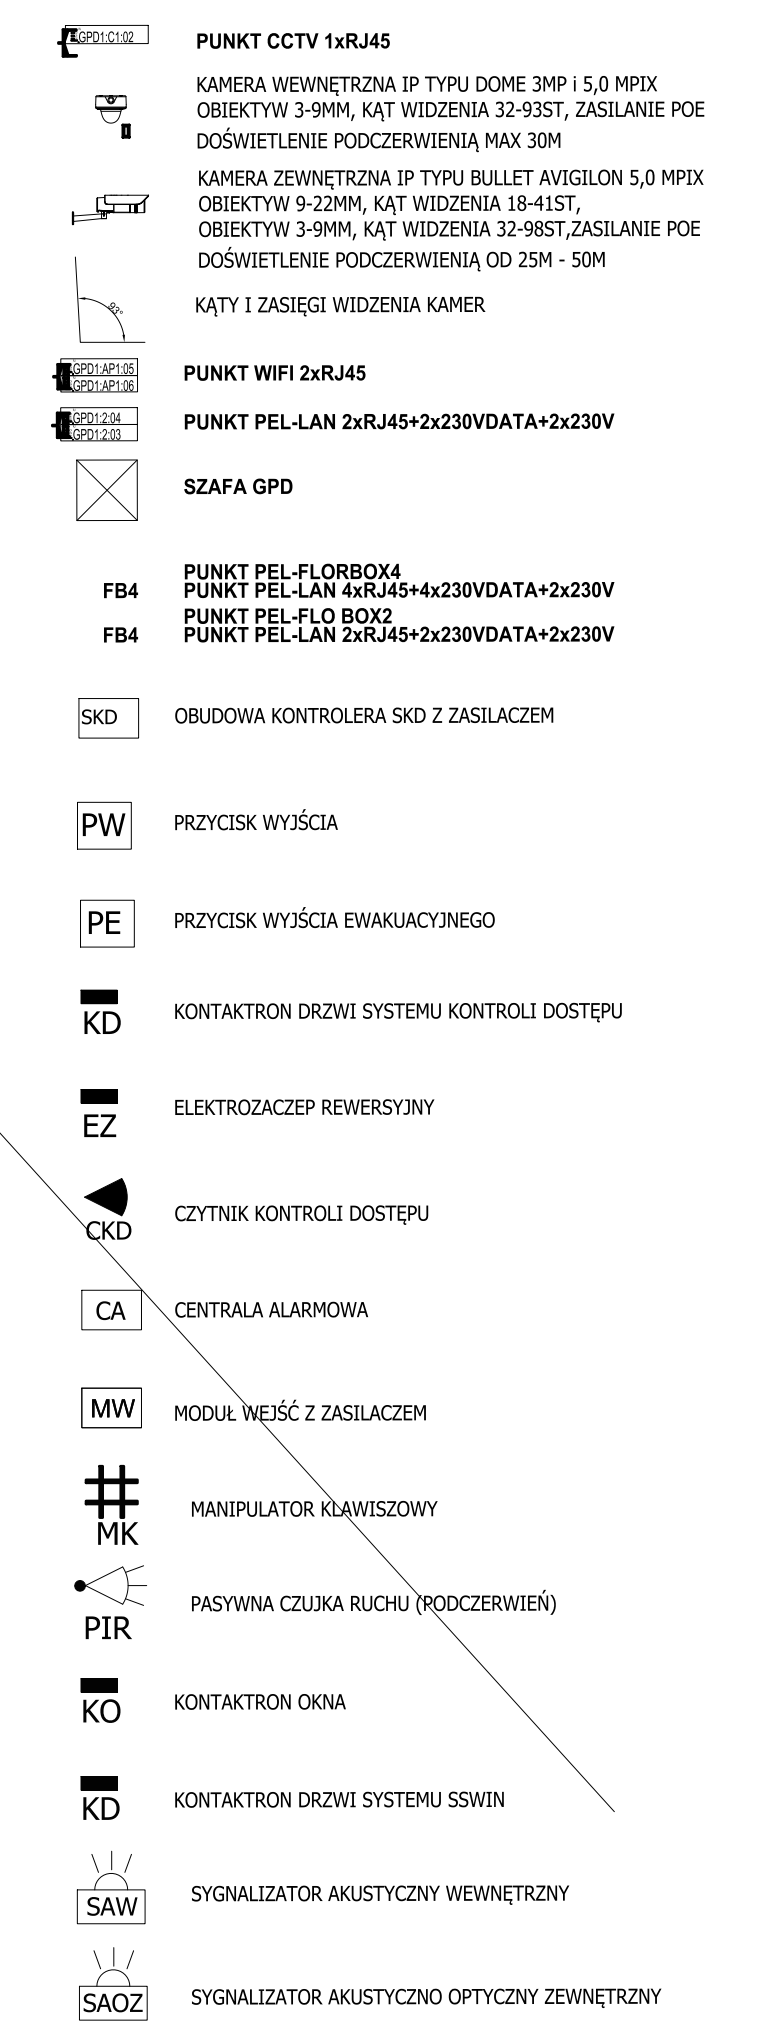 GPD1:C1:02 PUNKT CCTV 1xRJ45
KAMERA WEWNĘTRZNA IP TYPU DOME 3MP i 5,0 MPIX
OBIEKTYW 3-9MM, KĄT WIDZENIA 32-93ST, ZASILANIE POE
DOŚWIETLENIE PODCZERWIENIĄ MAX 30M
KAMERA ZEWNĘTRZNA IP TYPU BULLET AVIGILON 5,0 MPIX
OBIEKTYW 9-22MM, KĄT WIDZENIA 18-41ST,
OBIEKTYW 3-9MM, KĄT WIDZENIA 32-98ST,ZASILANIE POE
DOŚWIETLENIE PODCZERWIENIĄ OD 25M - 50M
93° KĄTY I ZASIĘGI WIDZENIA KAMER
GPD1:AP1:05
GPD1:AP1:06
PUNKT WIFI 2xRJ45
GPD1:2:04
GPD1:2:03
PUNKT PEL-LAN 2xRJ45+2x230VDATA+2x230V
SZAFA GPD
PUNKT PEL-FLORBOX4
FB4 PUNKT PEL-LAN 4xRJ45+4x230VDATA+2x230V
PUNKT PEL-FLO BOX2
FB4 PUNKT PEL-LAN 2xRJ45+2x230VDATA+2x230V
SKD OBUDOWA KONTROLERA SKD Z ZASILACZEM
PW PRZYCISK WYJŚCIA
PE PRZYCISK WYJŚCIA EWAKUACYJNEGO
KD KONTAKTRON DRZWI SYSTEMU KONTROLI DOSTĘPU
EZ ELEKTROZACZEP REWERSYJNY
CKD CZYTNIK KONTROLI DOSTĘPU
CA CENTRALA ALARMOWA
MW MODUŁ WEJŚĆ Z ZASILACZEM
MK MANIPULATOR KLAWISZOWY
PIR PASYWNA CZUJKA RUCHU (PODCZERWIEŃ)
KO KONTAKTRON OKNA
KD KONTAKTRON DRZWI SYSTEMU SSWIN
SAW SYGNALIZATOR AKUSTYCZNY WEWNĘTRZNY
SAOZ SYGNALIZATOR AKUSTYCZNO OPTYCZNY ZEWNĘTRZNY